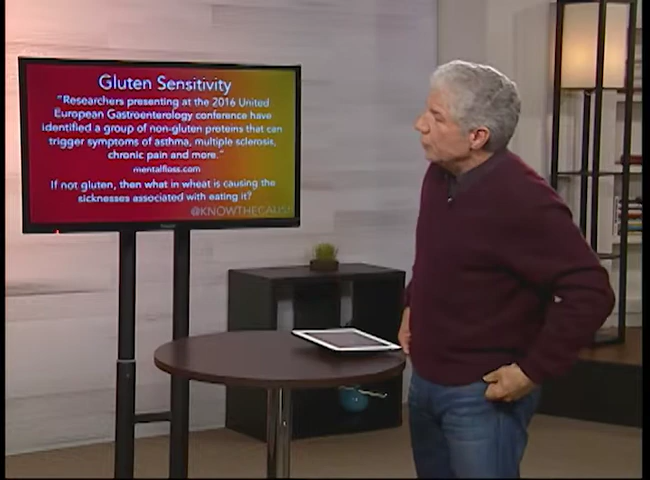 Gluten Sensitivity
"Researchers presenting at the 2016 United
European Gastroenterology conference have
identified a group of non-gluten proteins that can
trigger symptoms of asthma, multiple sclerosis,
chronic pain and more."
mentalfloss.com
If not gluten, then what in wheat is causing the
sicknesses associated with eating it?
@KNOWTHECAUSE